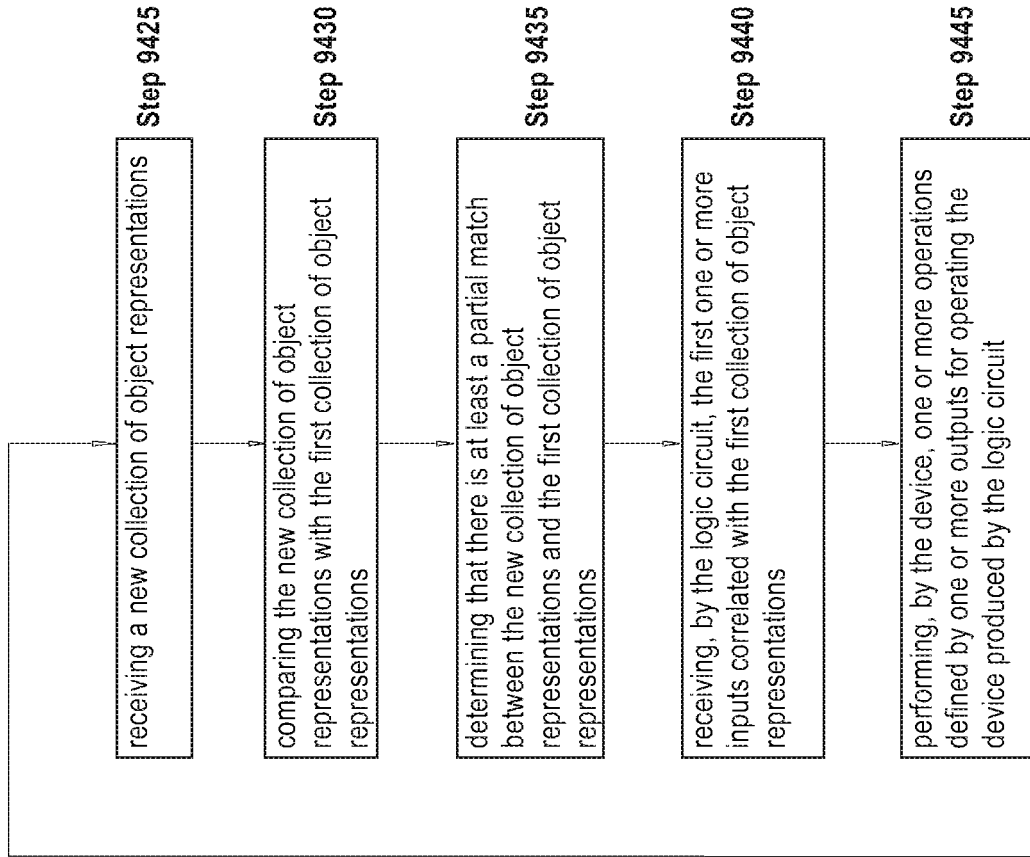 receiving a new collection of object representations
Step 9425
comparing the new collection of object
representations with the first collection of object
representations
Step 9430
determining that there is at least a partial match
between the new collection of object
representations and the first collection of object
representations
Step 9435
receiving, by the logic circuit, the first one or more
inputs correlated with the first collection of object
representations
Step 9440
performing, by the device, one or more operations
defined by one or more outputs for operating the
device produced by the logic circuit
Step 9445